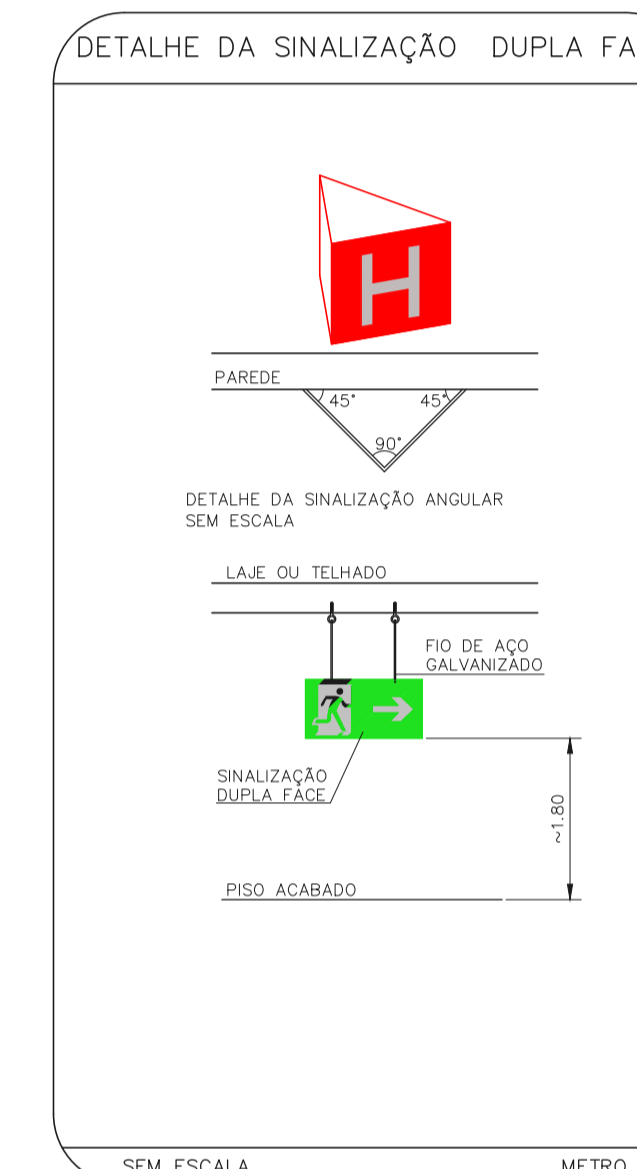 DETALHE DA SINALIZAÇÃO DUPLA FA
H
PAREDE
45°
45°
90°
DETALHE DA SINALIZAÇÃO ANGULAR
SEM ESCALA
LAJE OU TELHADO
FIO DE AÇO
GALVANIZADO
SINALIZAÇÃO
DUPLA FACE
~1.80
PISO ACABADO
SEM ESCALA
METRO